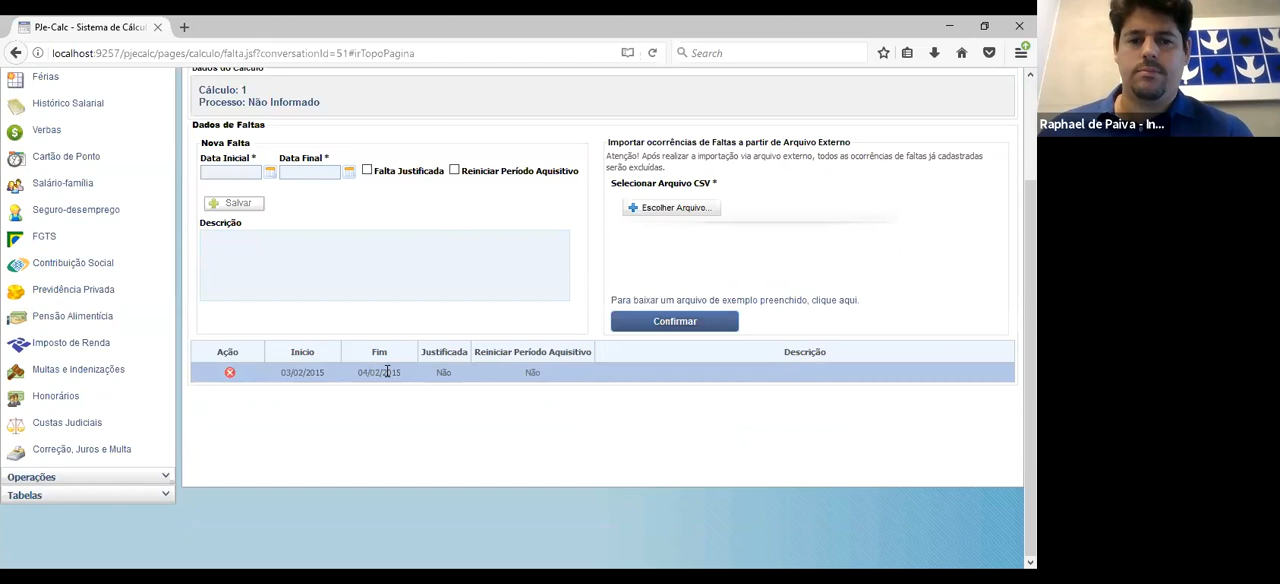 PJe-Calc - Sistema de Cálcu
localhost:9257/pjecalc/pages/calculo/falta.jsf?conversationId=51#irTopoPagina
Search
Férias
Histórico Salarial
Verbas
Cartão de Ponto
Salário-família
Seguro-desemprego
FGTS
Contribuição Social
Previdência Privada
Pensão Alimentícia
Imposto de Renda
Multas e Indenizações
Honorários
Custas Judiciais
Correção, Juros e Multa
Operações
Tabelas
Dados do Cálculo
Cálculo: 1
Processo: Não Informado
Dados de Faltas
Nova Falta
Data Inicial * Data Final * Falta Justificada Reiniciar Período Aquisitivo
Salvar
Descrição
Importar ocorrências de Faltas a partir de Arquivo Externo
Atenção! Após realizar a importação via arquivo externo, todos as ocorrências de faltas já cadastradas
serão excluídas.
Selecionar Arquivo CSV *
Escolher Arquivo...
Para baixar um arquivo de exemplo preenchido, clique aqui.
Confirmar
Ação Inicio Fim Justificada Reiniciar Período Aquisitivo Descrição
03/02/2015 04/02/2015 Não Não
Raphael de Paiva - In...